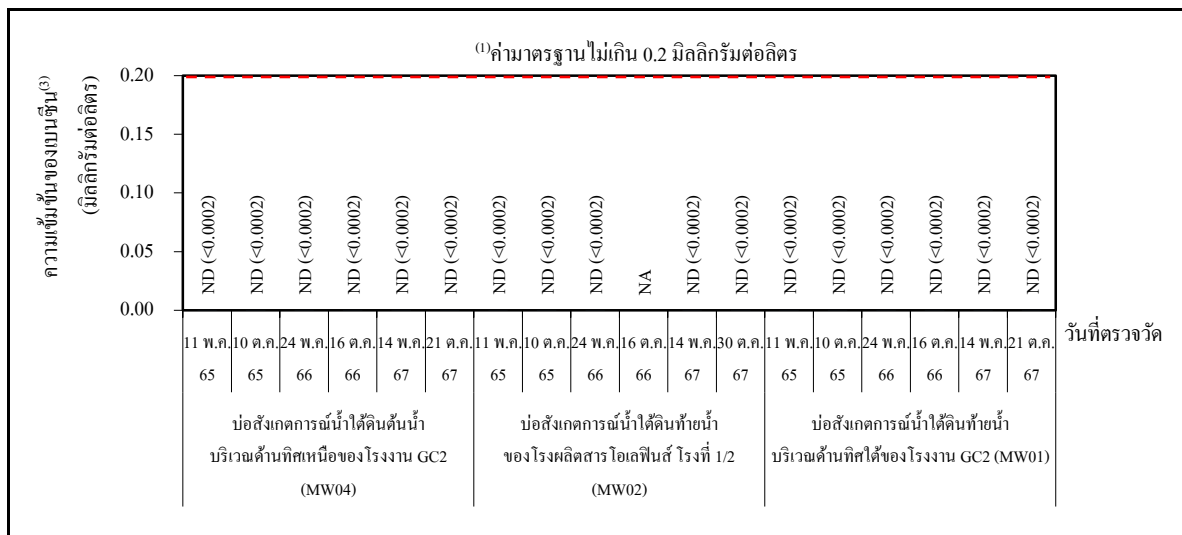 ⁽¹⁾ค่ามาตรฐานไม่เกิน 0.2 มิลลิกรัมต่อลิตร
ความเข้มข้นของเบนซีน⁽³⁾
(มิลลิกรัมต่อลิตร)
0.20
0.15
0.10
0.05
0.00
ND (<0.0002) ND (<0.0002) ND (<0.0002) ND (<0.0002) ND (<0.0002) ND (<0.0002) ND (<0.0002) ND (<0.0002) ND (<0.0002) NA ND (<0.0002) ND (<0.0002) ND (<0.0002) ND (<0.0002) ND (<0.0002) ND (<0.0002) ND (<0.0002) ND (<0.0002)
11 พ.ค. 10 ต.ค. 24 พ.ค. 16 ต.ค. 14 พ.ค. 21 ต.ค. 11 พ.ค. 10 ต.ค. 24 พ.ค. 16 ต.ค. 14 พ.ค. 30 ต.ค. 11 พ.ค. 10 ต.ค. 24 พ.ค. 16 ต.ค. 14 พ.ค. 21 ต.ค.
65 65 66 66 67 67 65 65 66 66 67 67 65 65 66 66 67 67
วันที่ตรวจวัด
บ่อสังเกตการณ์น้ำใต้ดินต้นน้ำ
บริเวณด้านทิศเหนือของโรงงาน GC2
(MW04)
บ่อสังเกตการณ์น้ำใต้ดินท้ายน้ำ
ของโรงผลิตสารโอเลฟินส์ โรงที่ 1/2
(MW02)
บ่อสังเกตการณ์น้ำใต้ดินท้ายน้ำ
บริเวณด้านทิศใต้ของโรงงาน GC2 (MW01)